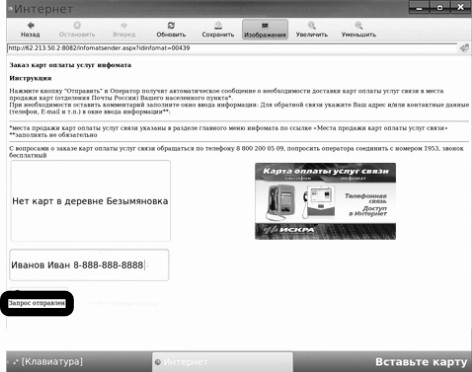 Интернет
Назад
Остановить
Вперед
Обновить
Сохранить
Изображения
Увеличить
Уменьшить
http://62.213.50.2:8082/infomatsender.aspx?idinfomat=00439
Заказ карт оплаты услуг инфомата
Инструкция
Нажмите кнопку "Отправить" и Оператор получит автоматическое сообщение о необходимости доставки карт оплаты услуг связи в места
продажи карт (отделения Почты России) Вашего населенного пункта*.
При необходимости оставить комментарий заполните окно ввода информации: Для обратной связи укажите Ваш адрес и/или контактные данные
(телефон, E-mail и т.п.) в окно ввода информации**:
*места продажи карт оплаты услуг связи указаны в разделе главного меню инфомата по ссылке «Места продажи карт оплаты услуг связи»
**заполнять не обязательно
С вопросами о заказе карт оплаты услуг связи обращаться по телефону 8 800 200 05 09, попросить оператора соединить с номером 1953, звонок
бесплатный
Нет карт в деревне Безымяновка
Карта оплаты услуг связи
Телефонная
связь
Доступ
в Интернет
ИСКРА
Иванов Иван 8-888-888-8888
Запрос отправлен
[Клавиатура]
Интернет
Вставьте карту